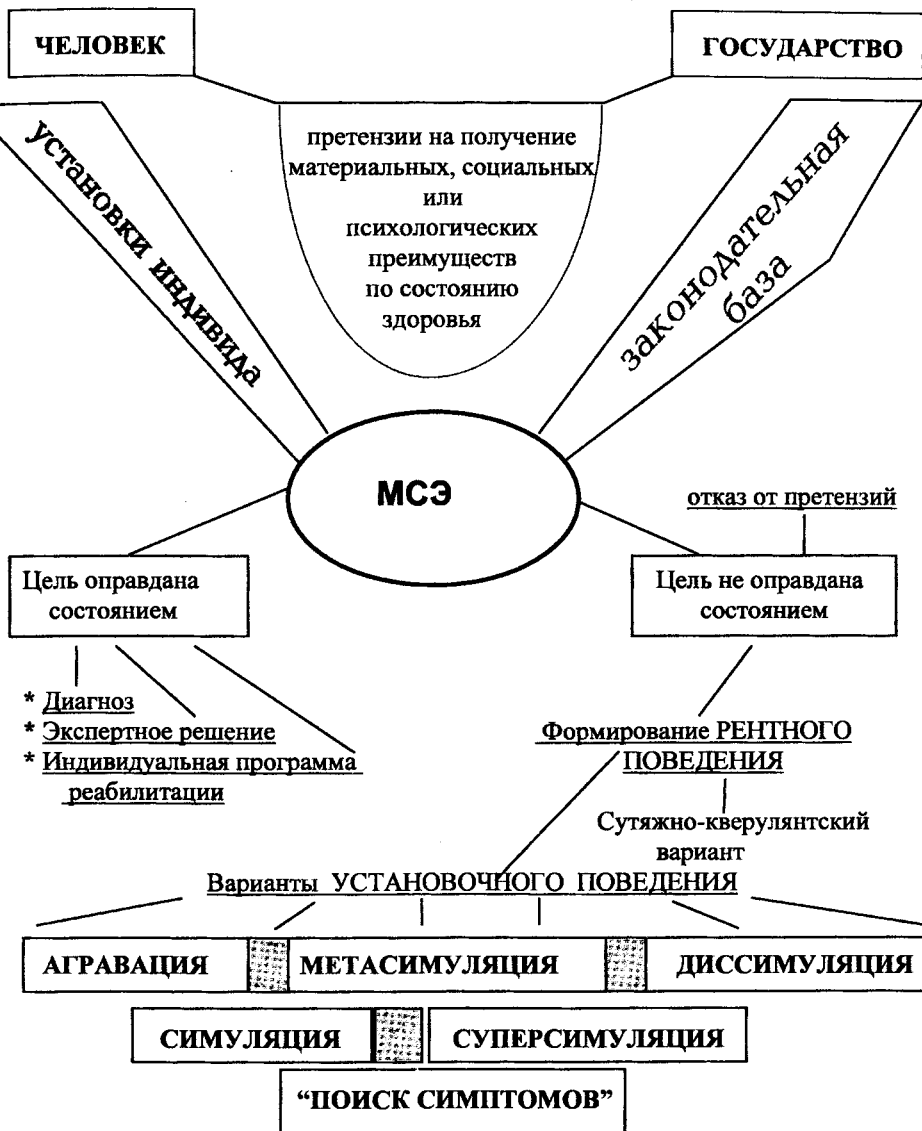 ЧЕЛОВЕК
ГОСУДАРСТВО
установки индивида
претензии на получение
материальных, социальных
или
психологических
преимуществ
по состоянию
здоровья
законодательная
база
МСЭ
отказ от претензий
Цель оправдана
состоянием
Цель не оправдана
состоянием
* Диагноз
* Экспертное решение
* Индивидуальная программа
реабилитации
Формирование РЕНТНОГО
ПОВЕДЕНИЯ
Сутяжно-кверулянтский
вариант
Варианты УСТАНОВОЧНОГО ПОВЕДЕНИЯ
АГРАВАЦИЯ
МЕТАСИМУЛЯЦИЯ
ДИССИМУЛЯЦИЯ
СИМУЛЯЦИЯ
СУПЕРСИМУЛЯЦИЯ
“ПОИСК СИМПТОМОВ”